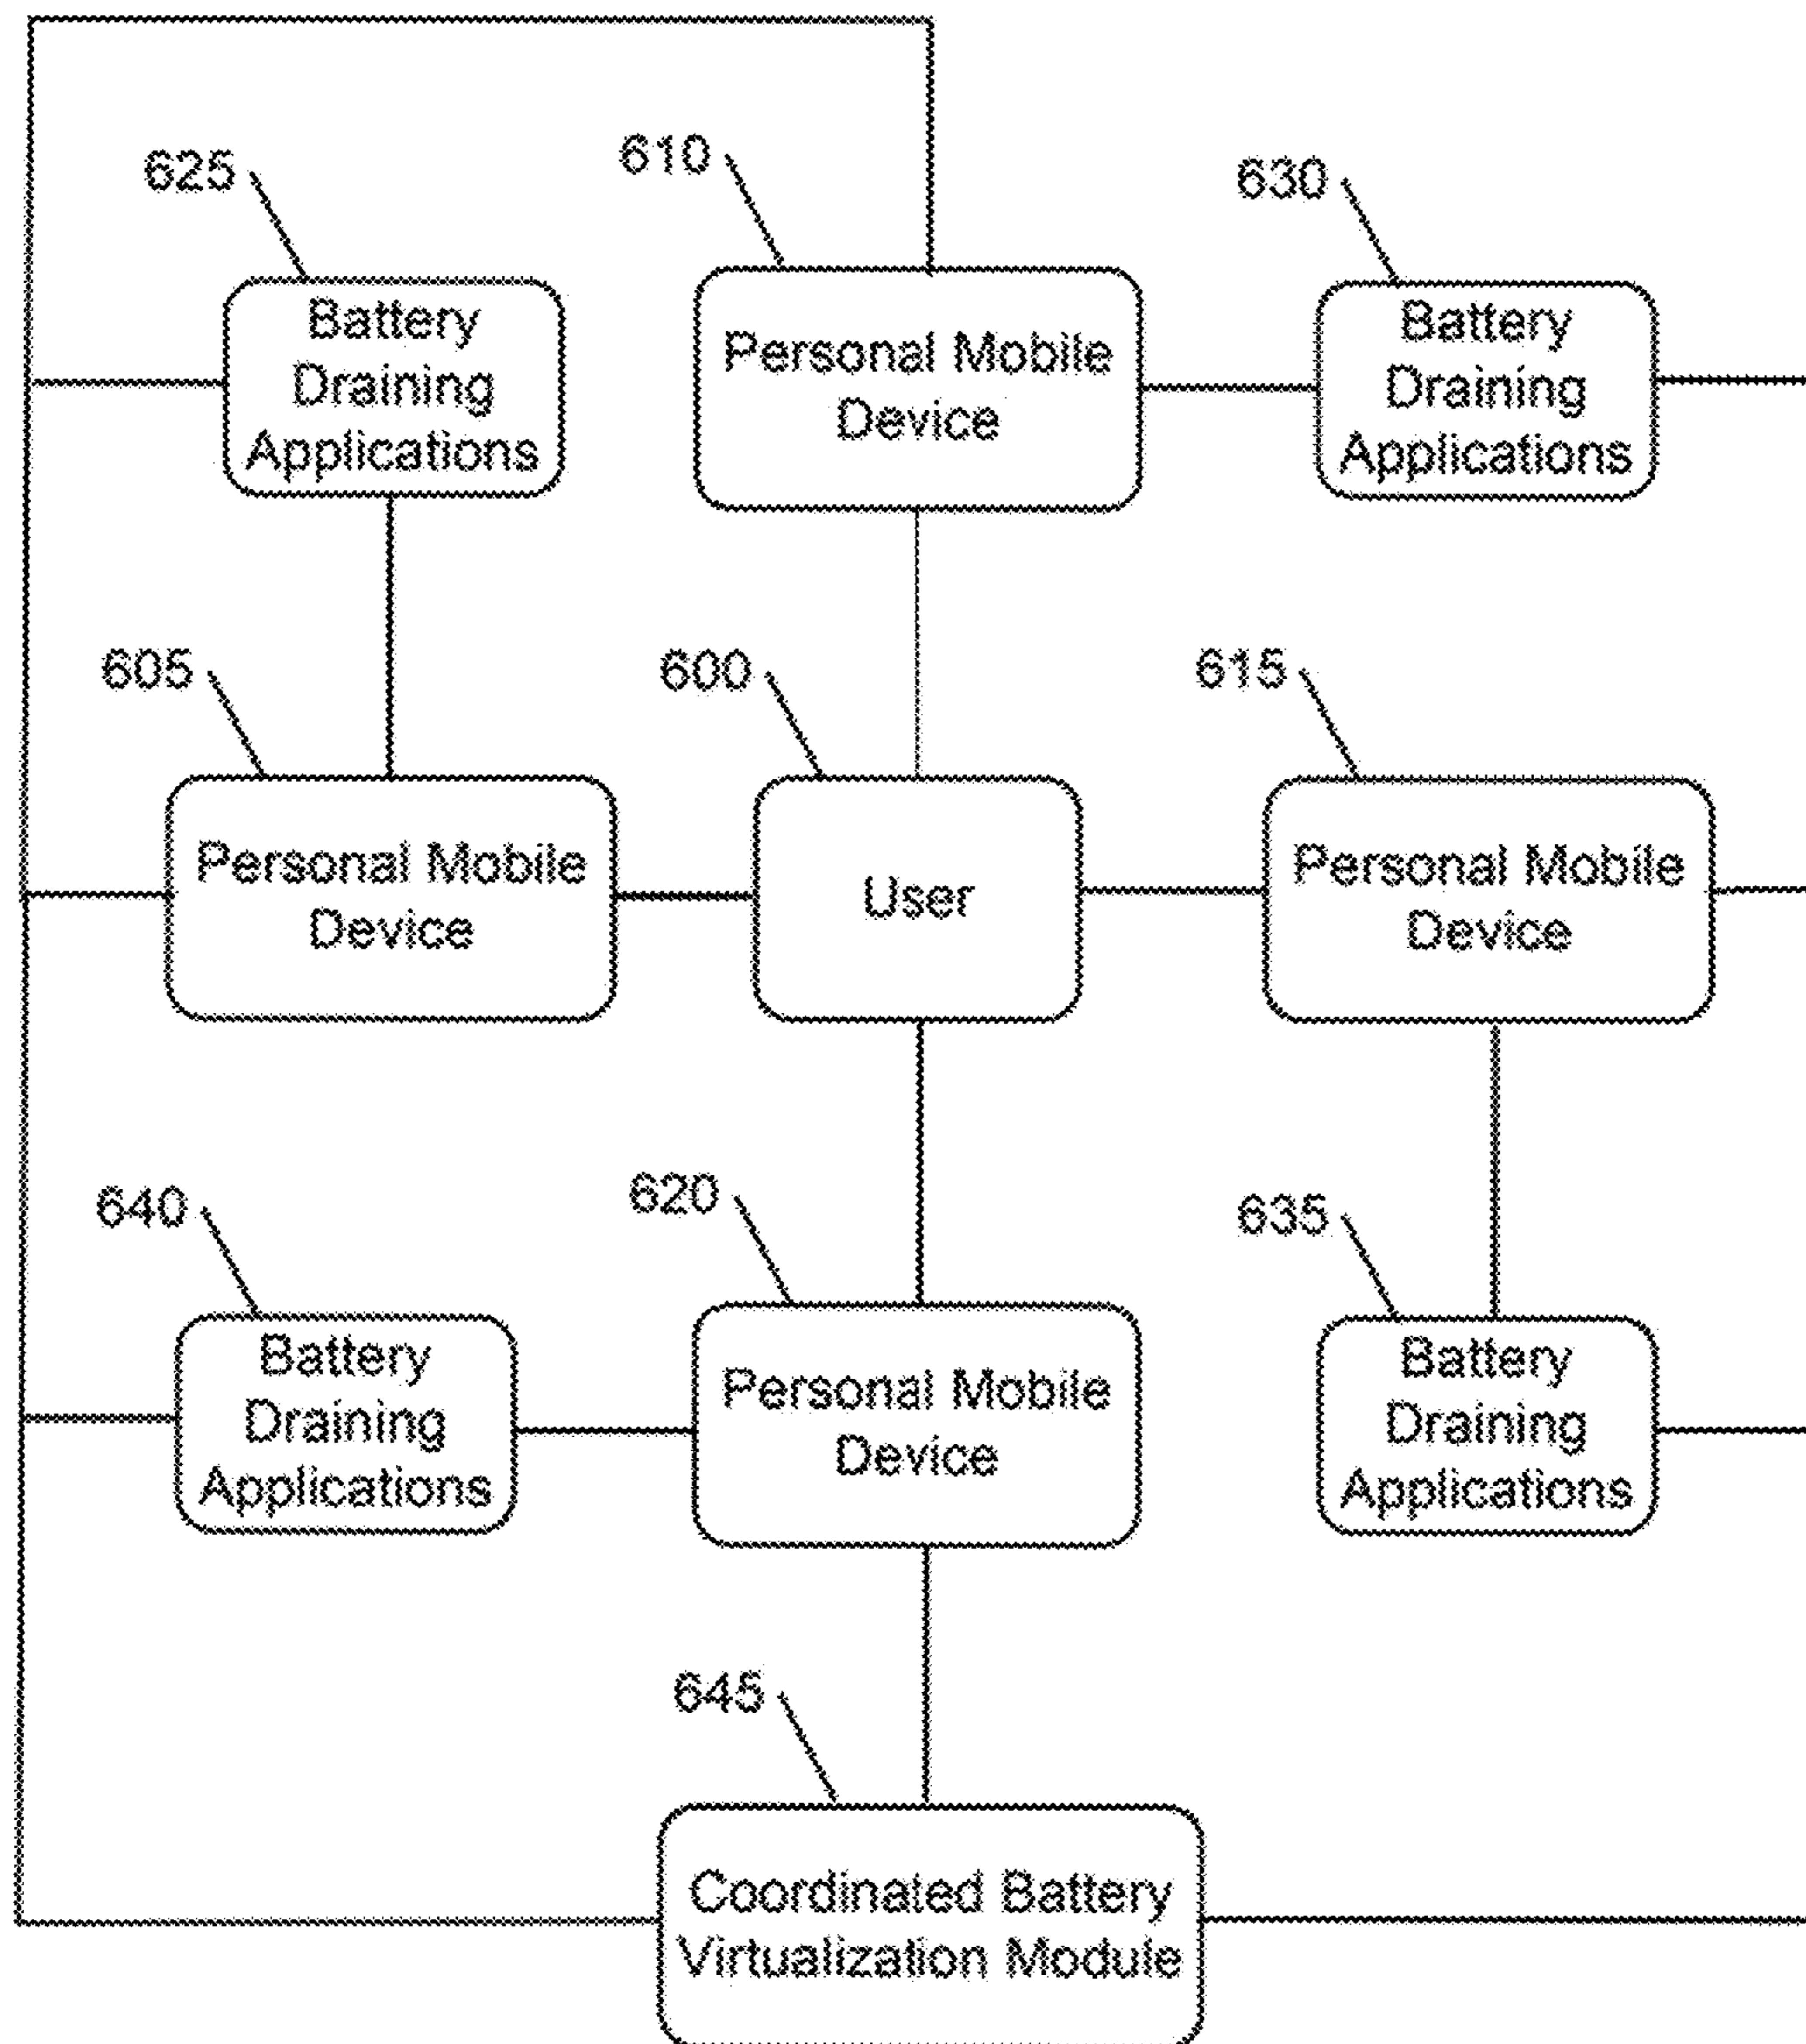 625
610
630
Battery
Draining
Applications
Personal Mobile
Device
Battery
Draining
Applications
605
600
615
Personal Mobile
Device
User
Personal Mobile
Device
640
620
635
Battery
Draining
Applications
Personal Mobile
Device
Battery
Draining
Applications
645
Coordinated Battery
Virtualization Module